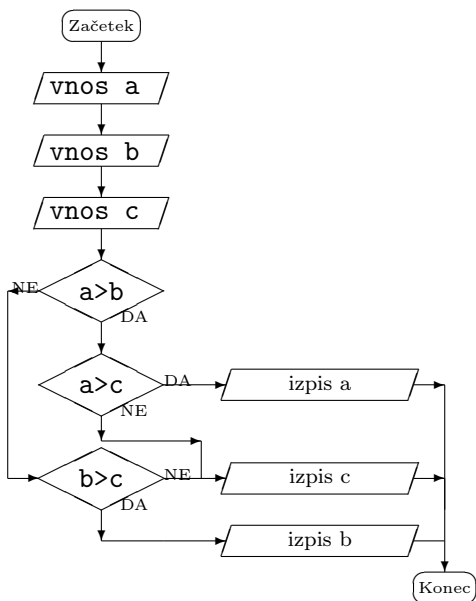 Začetek
vnos a
vnos b
vnos c
NE
a>b
DA
a>c
DA
izpis a
NE
b>c
NE
izpis c
DA
izpis b
Konec